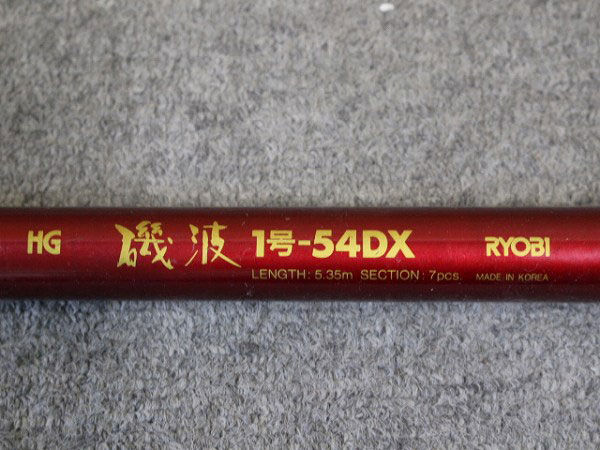 HG 磯波 1号-54DX RYOBI
LENGTH: 5.35m SECTION: 7pcs. MADE IN KOREA